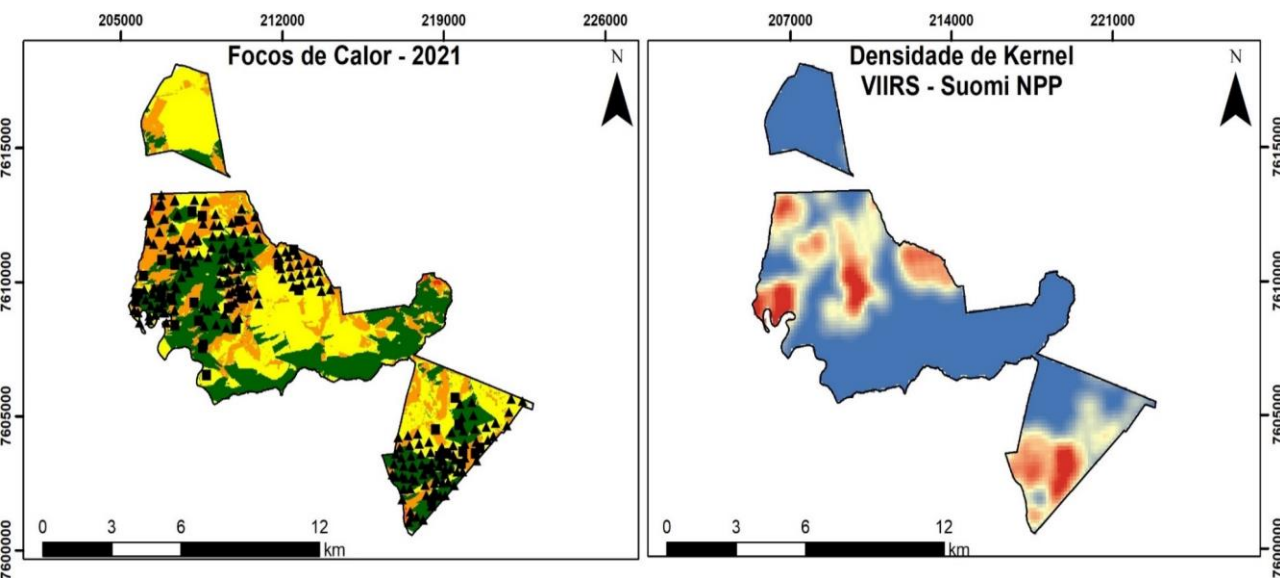 205000 212000 219000 226000
Focos de Calor - 2021
N
7615000
7610000
7605000
7600000
0 3 6 12
km
207000 214000 221000
Densidade de Kernel
VIIRS - Suomi NPP
N
7615000
7610000
7605000
7600000
0 3 6 12
km